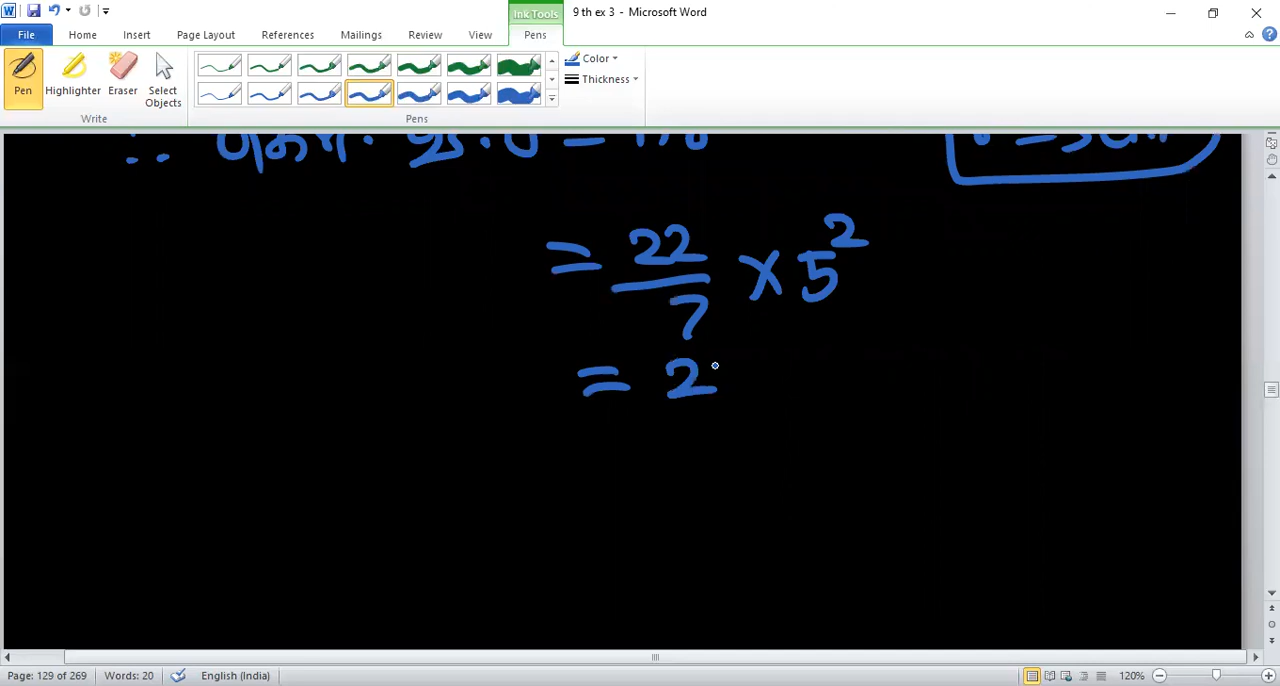 Ink Tools
9 th ex 3 - Microsoft Word
File Home Insert Page Layout References Mailings Review View Pens
Pen Highlighter Eraser Select Objects
Color
Thickness
Write Pens
= 22/7 × 5²
= 2
Page: 129 of 269 Words: 20 English (India) 120%